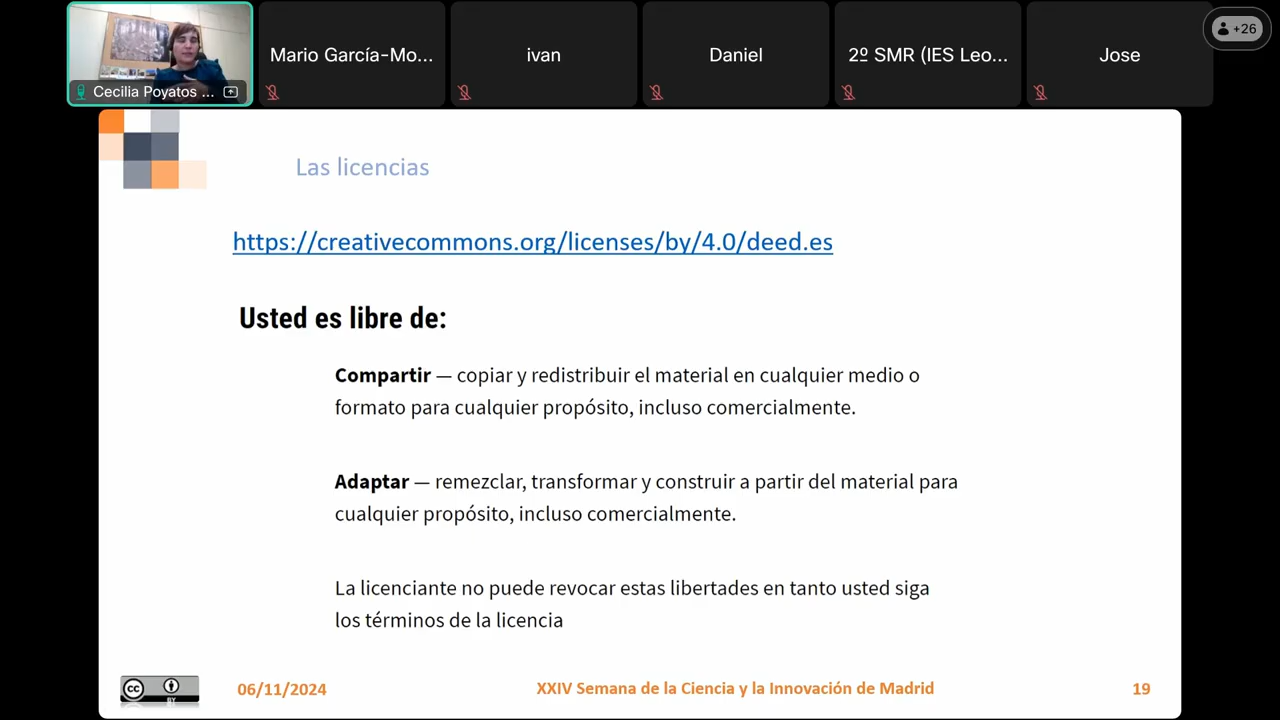 Cecilia Poyatos ...
Mario García-Mo...
ivan
Daniel
2º SMR (IES Leo...
Jose
+26
Las licencias
https://creativecommons.org/licenses/by/4.0/deed.es
Usted es libre de:
Compartir — copiar y redistribuir el material en cualquier medio o
formato para cualquier propósito, incluso comercialmente.
Adaptar — remezclar, transformar y construir a partir del material para
cualquier propósito, incluso comercialmente.
La licenciante no puede revocar estas libertades en tanto usted siga
los términos de la licencia
cc
BY
06/11/2024
XXIV Semana de la Ciencia y la Innovación de Madrid
19